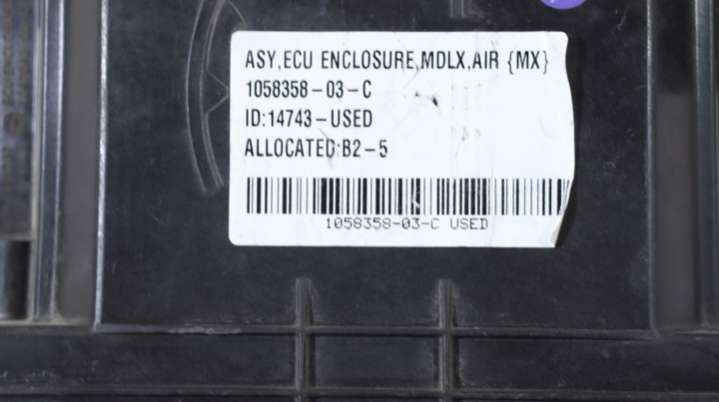 ASY,ECU ENCLOSURE,MDLX,AIR {MX}
1058358-03-C
ID:14743-USED
ALLOCATED:B2-5
1058358-03-C USED